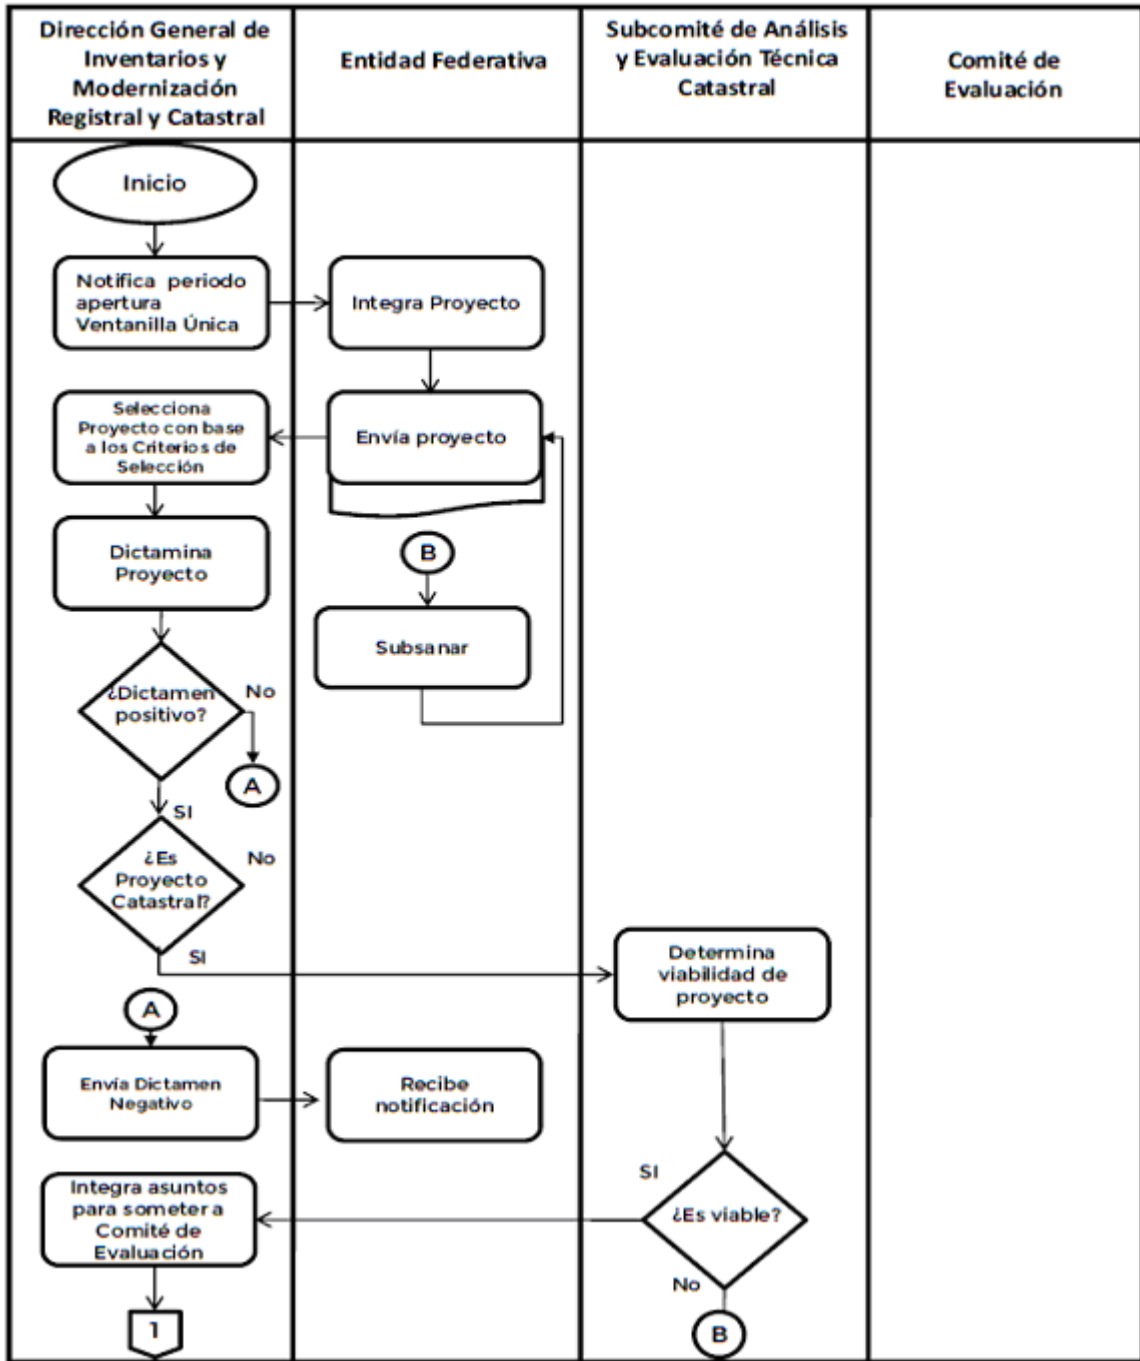 Dirección General de
Inventarios y
Modernización
Registral y Catastral
Entidad Federativa
Subcomité de Análisis
y Evaluación Técnica
Catastral
Comité de
Evaluación
Inicio
Notifica periodo
apertura
Ventanilla Única
Integra Proyecto
Selecciona
Proyecto con base
a los Criterios de
Selección
Envía proyecto
Dictamina
Proyecto
B
Subsanar
¿Dictamen
positivo?
No
A
SI
¿Es
Proyecto
Catastral?
No
SI
Determina
viabilidad de
proyecto
A
Envía Dictamen
Negativo
Recibe
notificación
Integra asuntos
para someter a
Comité de
Evaluación
SI
¿Es viable?
No
B
1